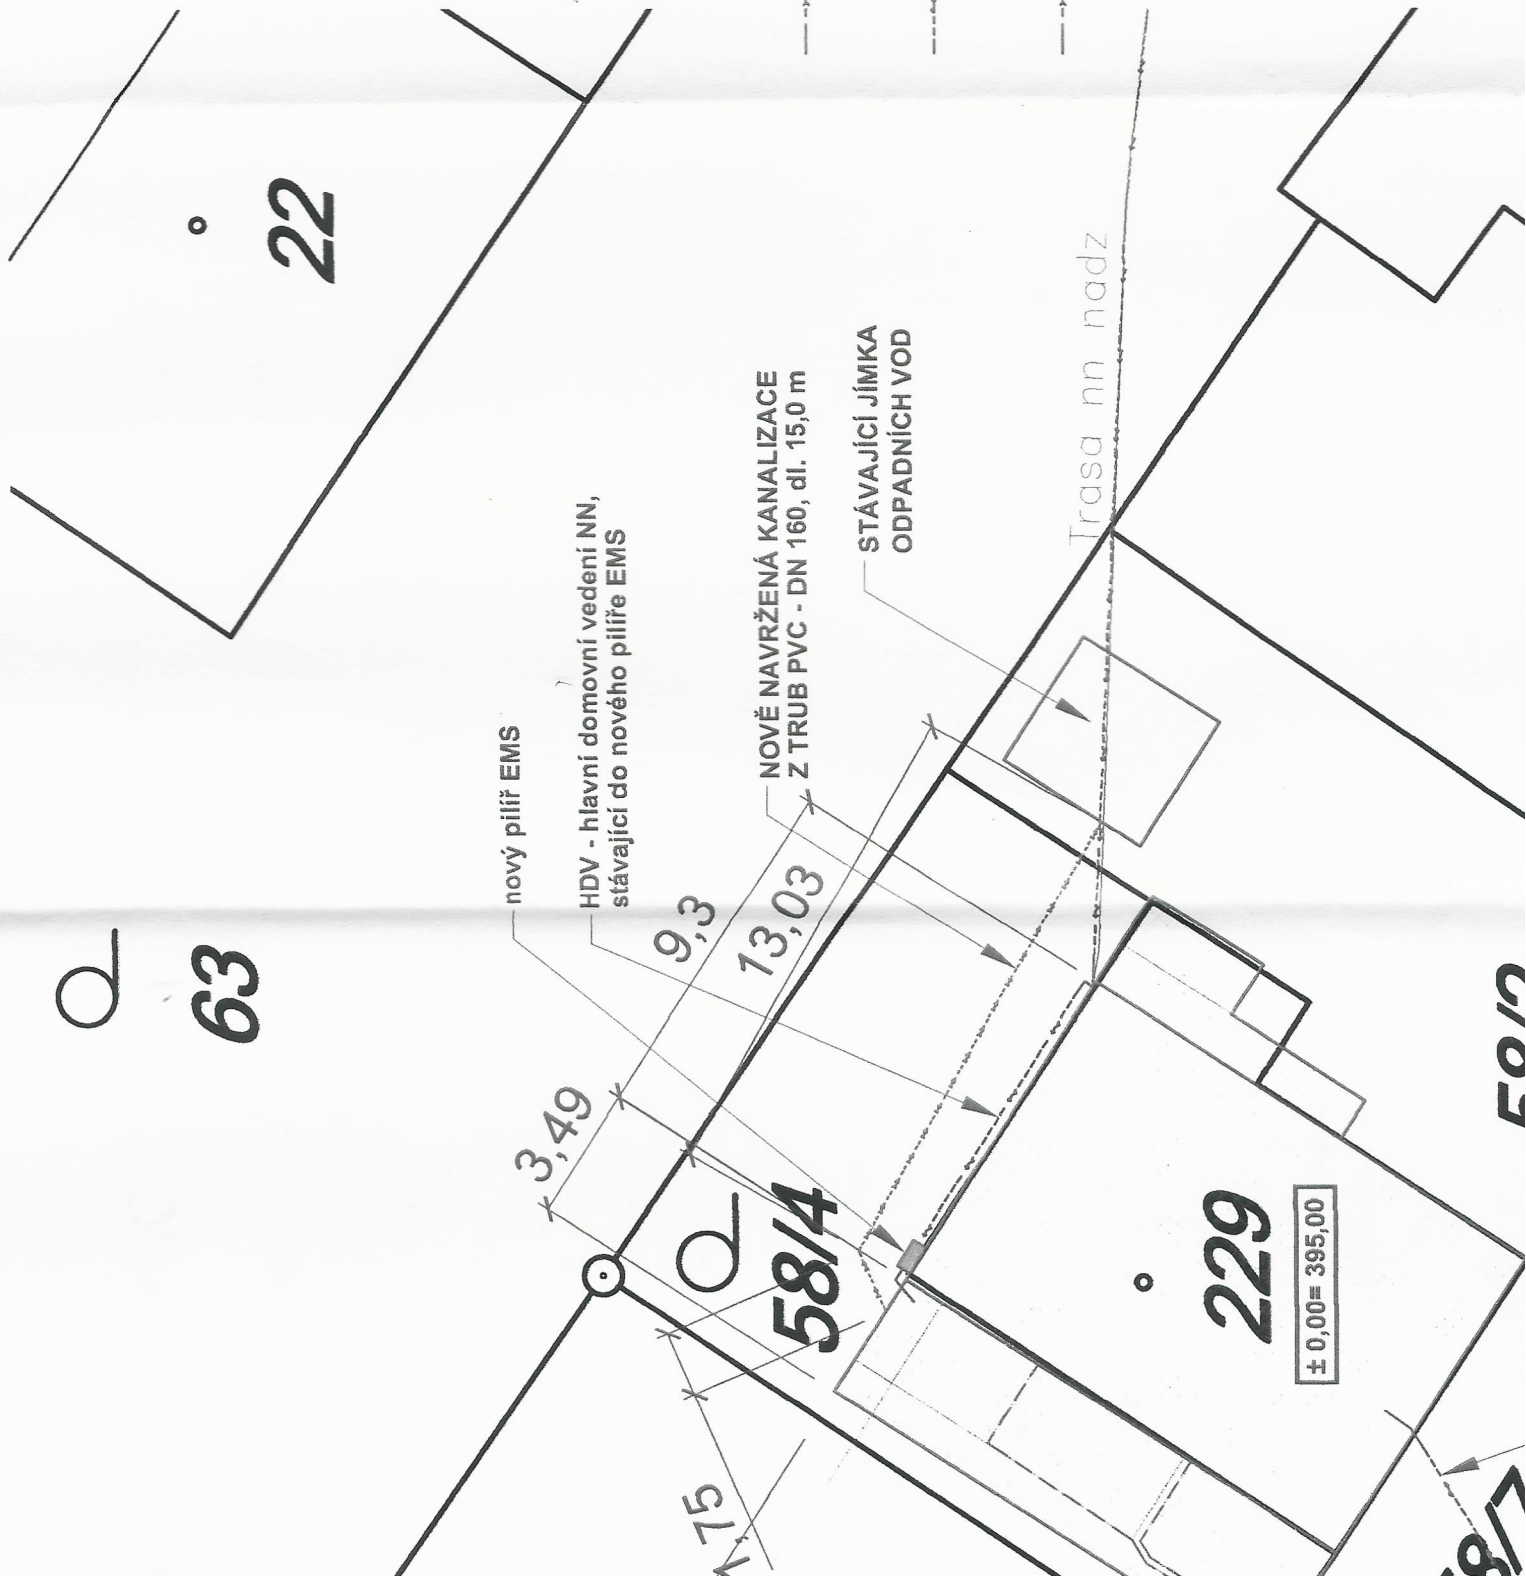 22
63
nový pilíř EMS
HDV - hlavní domovní vedení NN,
stávající do nového pilíře EMS
NOVĚ NAVRŽENÁ KANALIZACE
Z TRUB PVC - DN 160, dl. 15,0 m
STÁVAJÍCÍ JÍMKA
ODPADNÍCH VOD
Trasa nn nadz
3,49
9,3
13,03
58/4
229
± 0,00= 395,00
1,75